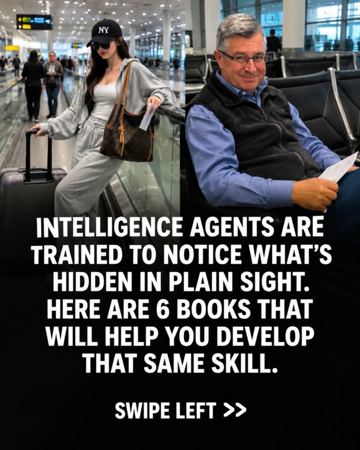 NY
INTELLIGENCE AGENTS ARE
TRAINED TO NOTICE WHAT'S
HIDDEN IN PLAIN SIGHT.
HERE ARE 6 BOOKS THAT
WILL HELP YOU DEVELOP
THAT SAME SKILL.
SWIPE LEFT >>